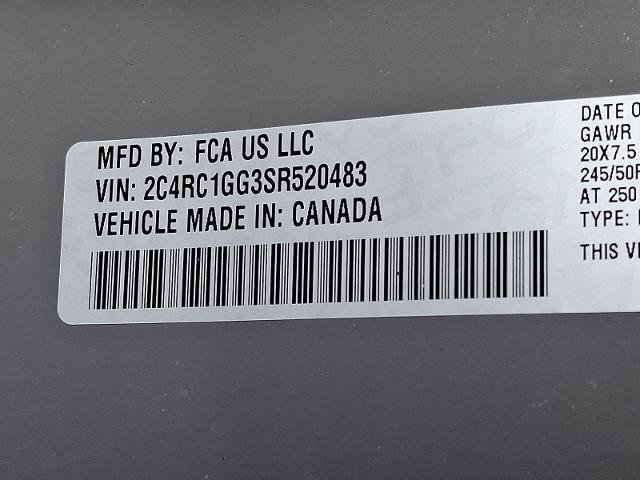 MFD BY: FCA US LLC
VIN: 2C4RC1GG3SR520483
VEHICLE MADE IN: CANADA
DATE O
GAWR
20X7.5
245/50R
AT 250
TYPE:
THIS VE